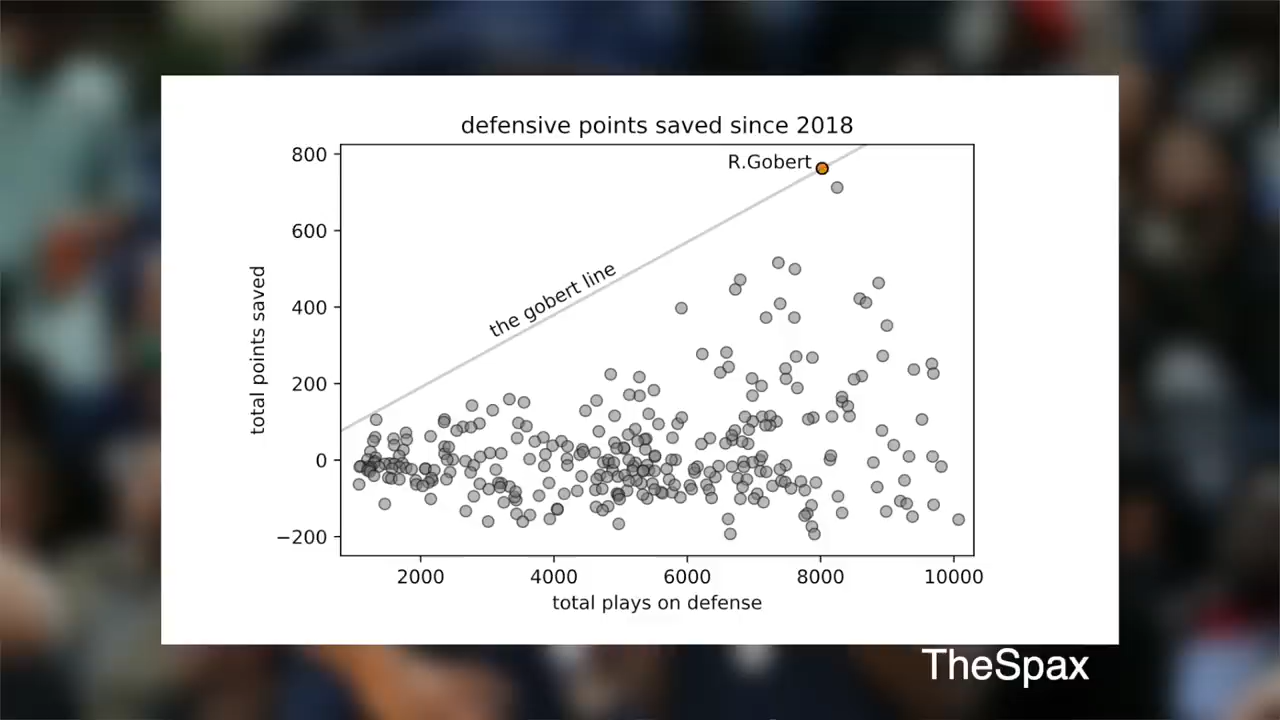 defensive points saved since 2018
R.Gobert
the gobert line
total points saved
800
600
400
200
0
−200
2000 4000 6000 8000 10000
total plays on defense
TheSpax